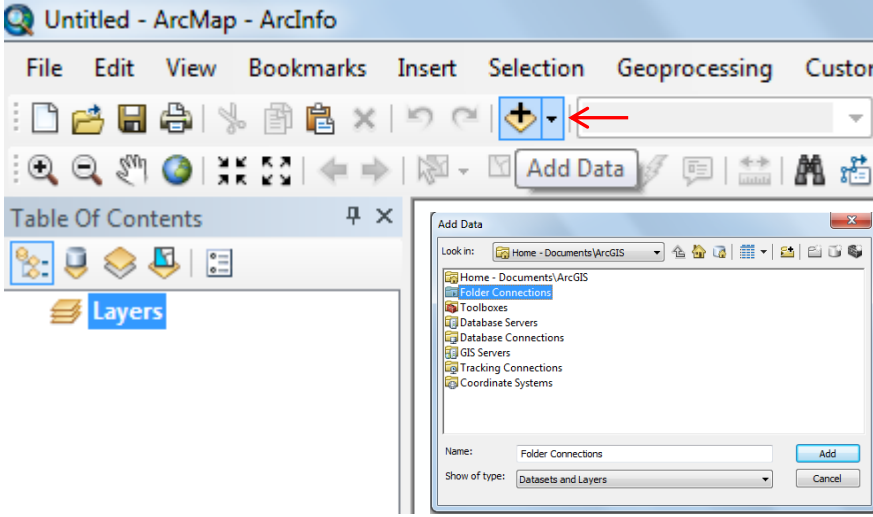 Untitled - ArcMap - ArcInfo
File Edit View Bookmarks Insert Selection Geoprocessing Custor
Add Data
Table Of Contents
Layers
Add Data
Look in: Home - Documents\ArcGIS
Home - Documents\ArcGIS
Folder Connections
Toolboxes
Database Servers
Database Connections
GIS Servers
Tracking Connections
Coordinate Systems
Name: Folder Connections Add
Show of type: Datasets and Layers Cancel